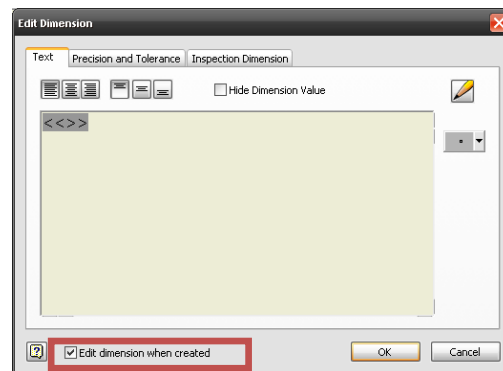 Edit Dimension
Text Precision and Tolerance Inspection Dimension
Hide Dimension Value
<<>>
Edit dimension when created OK Cancel